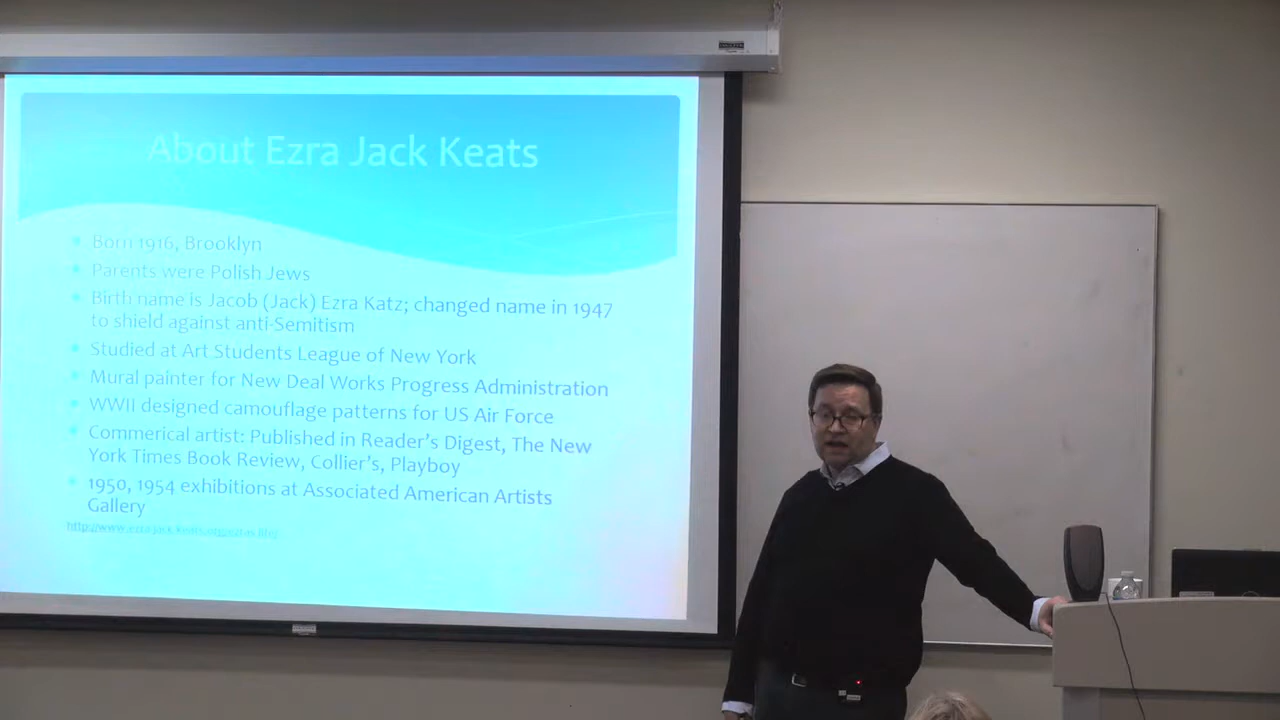 About Ezra Jack Keats
Born 1916, Brooklyn
Parents were Polish Jews
Birth name is Jacob (Jack) Ezra Katz; changed name in 1947
to shield against anti-Semitism
Studied at Art Students League of New York
Mural painter for New Deal Works Progress Administration
WWII designed camouflage patterns for US Air Force
Commerical artist: Published in Reader's Digest, The New
York Times Book Review, Collier's, Playboy
1950, 1954 exhibitions at Associated American Artists
Gallery